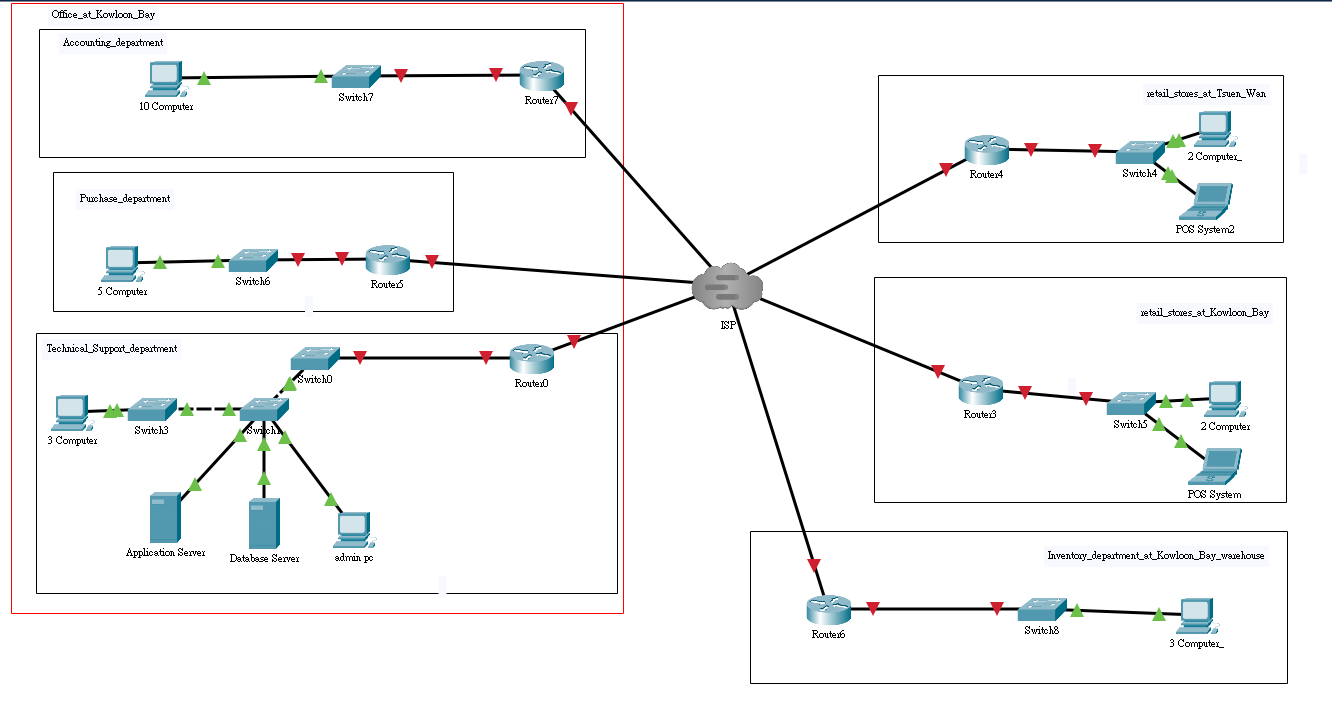 Office_at_Kowloon_Bay
Accounting_department
10 Computer
Switch7
Router7
Purchase_department
5 Computer
Switch6
Router5
Technical_Support_department
Switch0
Router0
3 Computer
Switch3
Switch1
Application Server
Database Server
admin pc
ISP
retail_stores_at_Tsuen_Wan
Router4
Switch4
2 Computer_
POS System2
retail_stores_at_Kowloon_Bay
Router3
Switch5
2 Computer
POS System
Inventory_department_at_Kowloon_Bay_warehouse
Router6
Switch8
3 Computer_